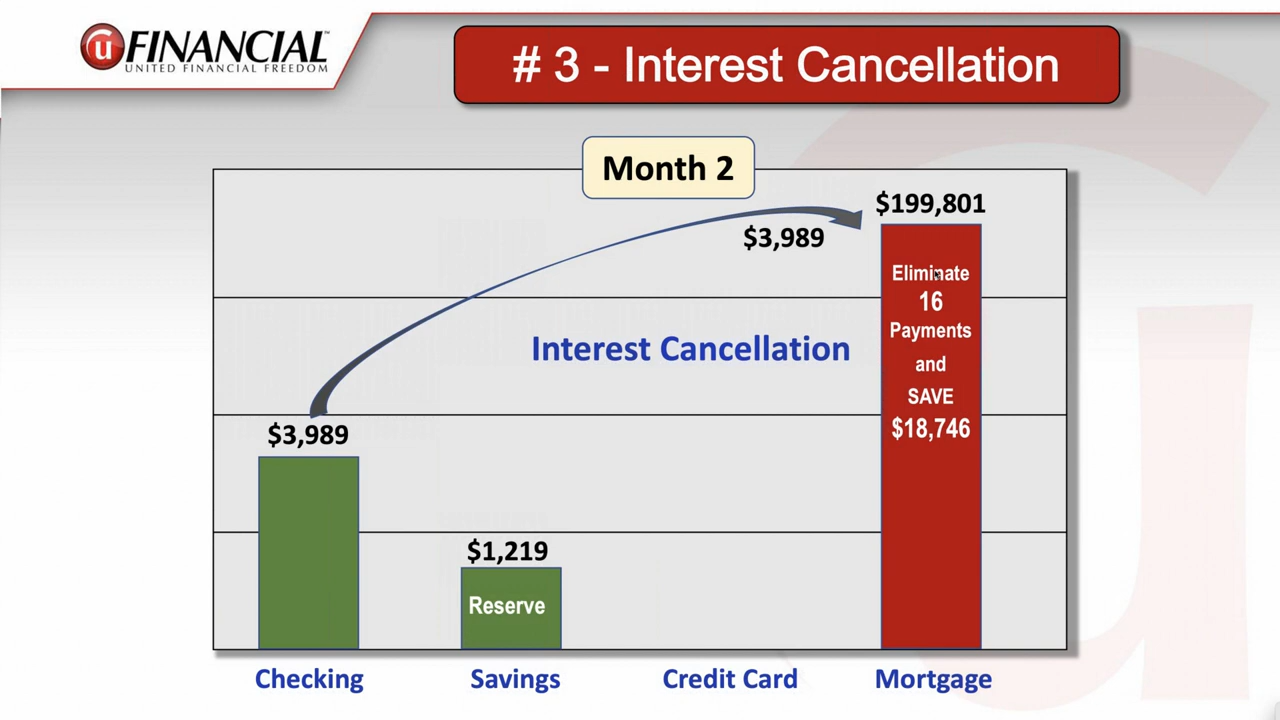 U FINANCIAL™
UNITED FINANCIAL FREEDOM
# 3 - Interest Cancellation
Month 2
$199,801
$3,989
Eliminate
16
Payments
and
SAVE
$18,746
Interest Cancellation
$3,989
$1,219
Reserve
Checking
Savings
Credit Card
Mortgage